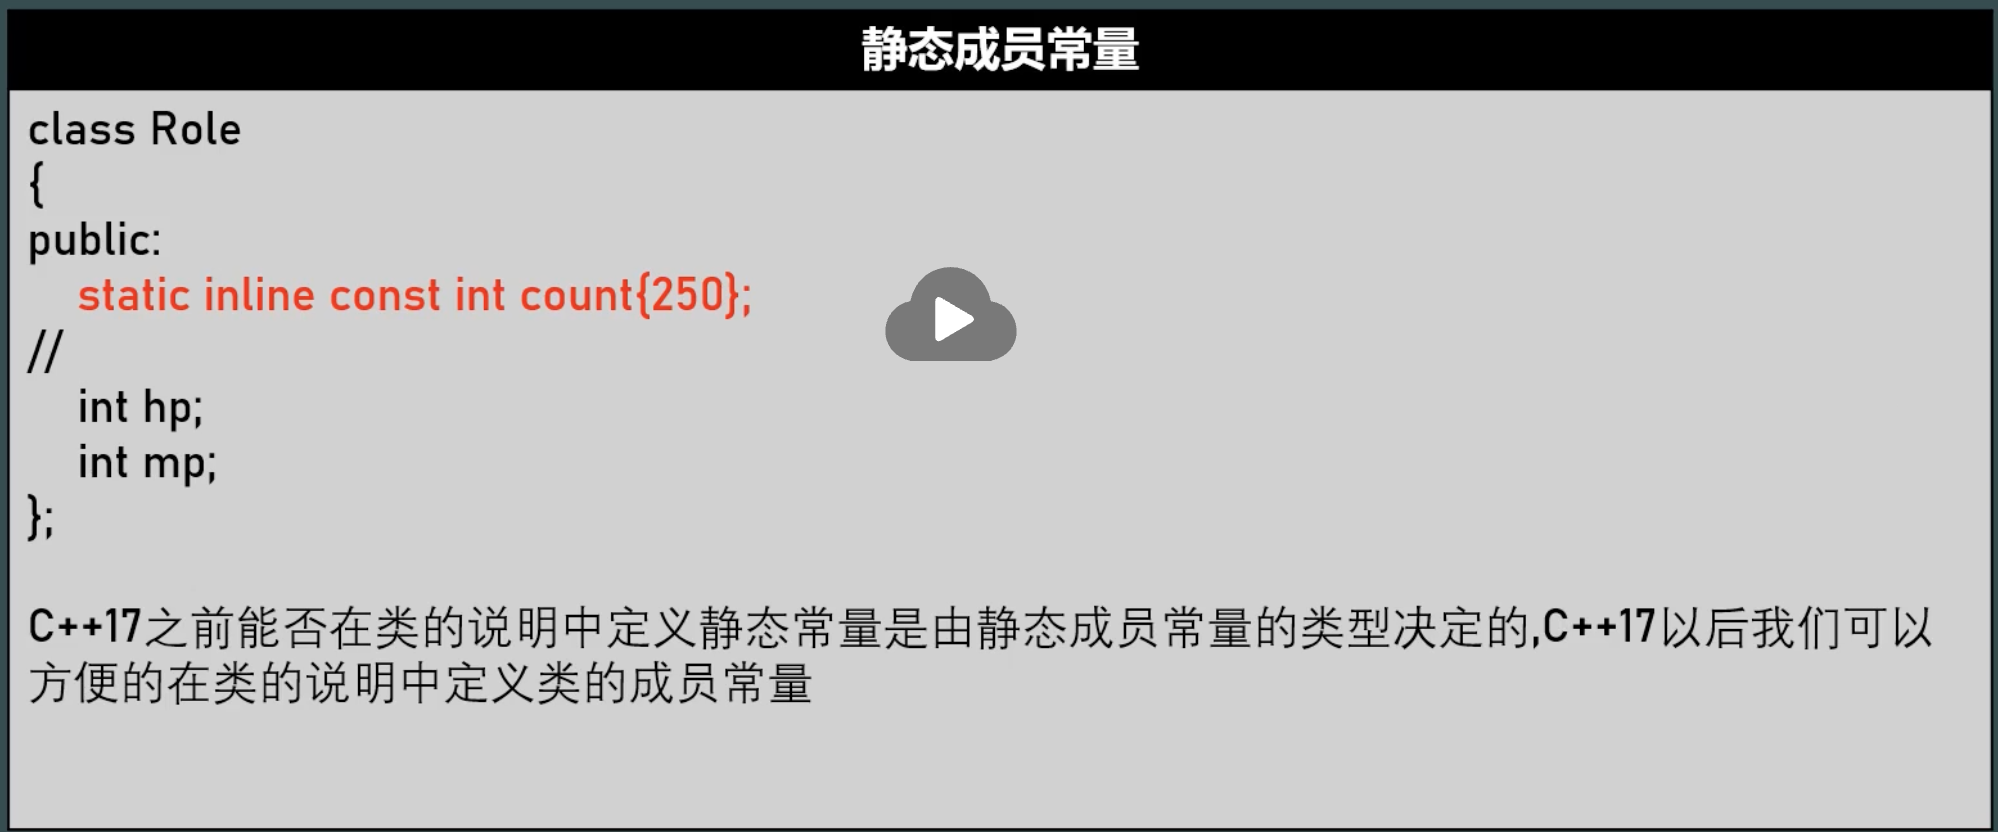 静态成员常量
class Role
{
public:
static inline const int count{250};
//
int hp;
int mp;
};
C++17之前能否在类的说明中定义静态常量是由静态成员常量的类型决定的,C++17以后我们可以
方便的在类的说明中定义类的成员常量